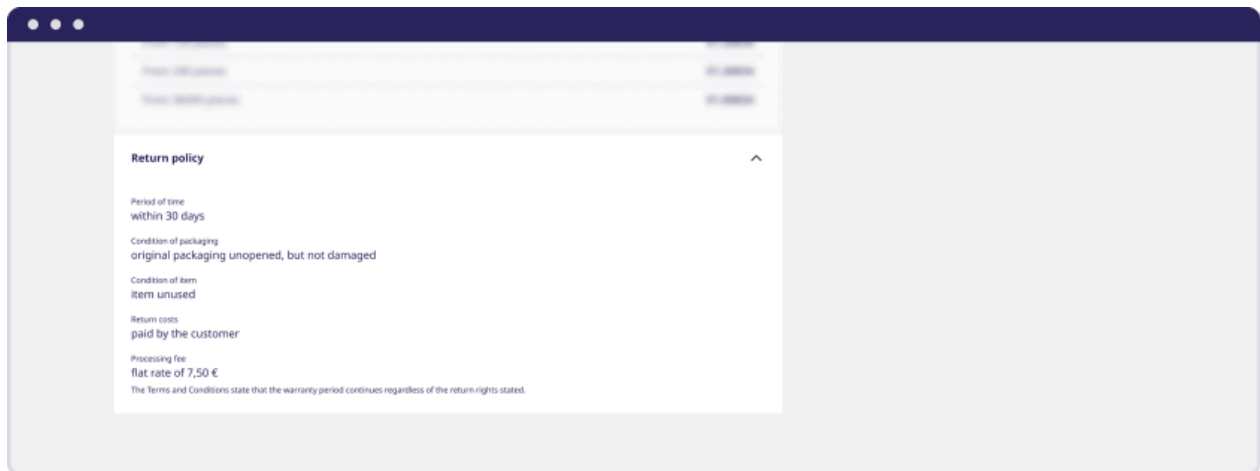 Return policy
Period of time
within 30 days
Condition of packaging
original packaging unopened, but not damaged
Condition of item
item unused
Return costs
paid by the customer
Processing fee
flat rate of 7,50 €
The Terms and Conditions state that the warranty period continues regardless of the return rights stated.